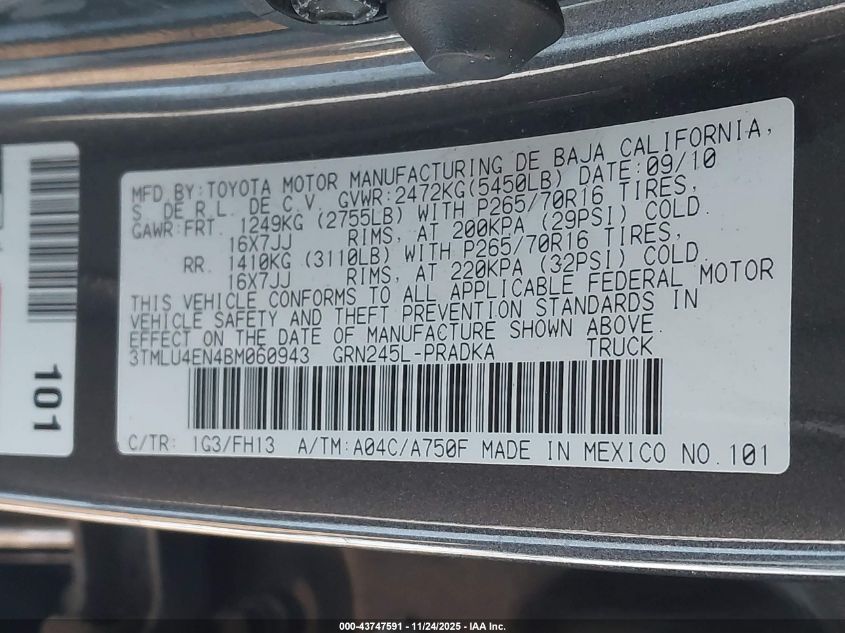 MFD BY: TOYOTA MOTOR MANUFACTURING DE BAJA CALIFORNIA,
S. DE R.L. DE C.V. GVWR:2472KG(5450LB) DATE:09/10
GAWR:FRT. 1249KG (2755LB) WITH P265/70R16 TIRES,
16X7JJ RIMS, AT 200KPA (29PSI) COLD.
RR. 1410KG (3110LB) WITH P265/70R16 TIRES,
16X7JJ RIMS, AT 220KPA (32PSI) COLD.
THIS VEHICLE CONFORMS TO ALL APPLICABLE FEDERAL MOTOR
VEHICLE SAFETY AND THEFT PREVENTION STANDARDS IN
EFFECT ON THE DATE OF MANUFACTURE SHOWN ABOVE.
3TMLU4EN4BM060943 GRN245L-PRADKA TRUCK
C/TR: 1G3/FH13 A/TM:A04C/A750F MADE IN MEXICO NO.101
101
000-43747591 - 11/24/2025 - IAA Inc.